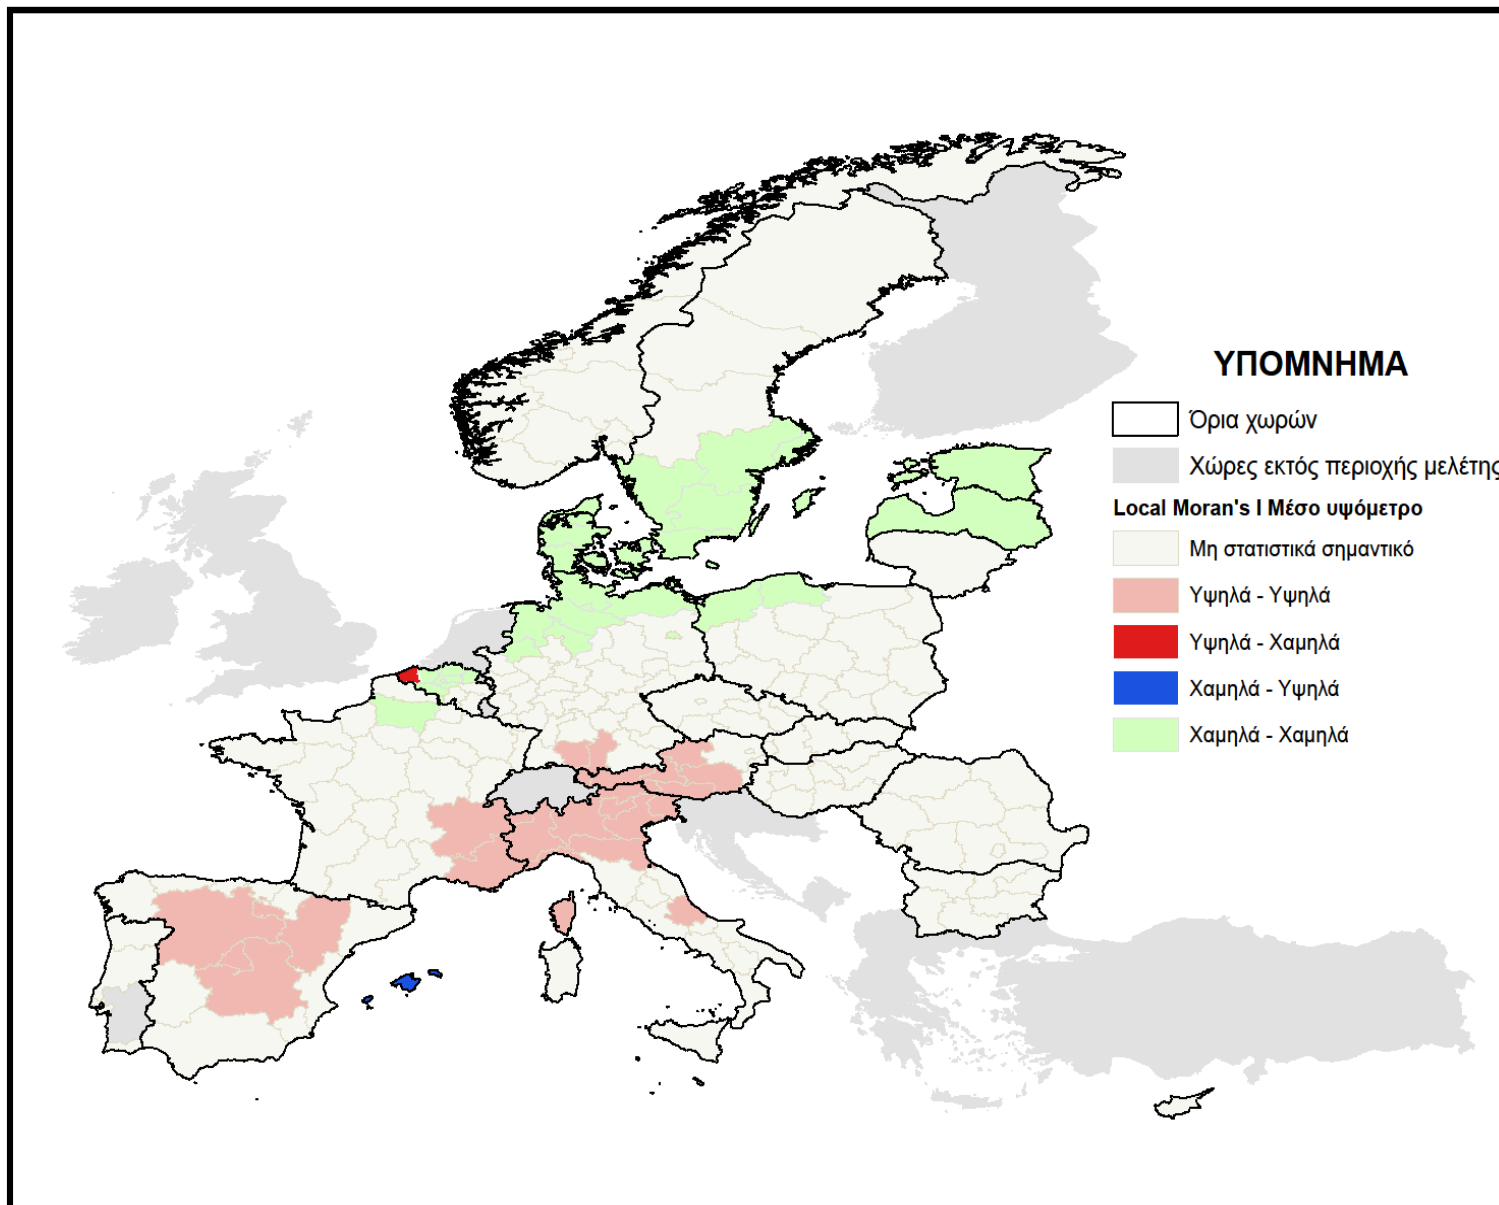 ΥΠΟΜΝΗΜΑ
Όρια χωρών
Χώρες εκτός περιοχής μελέτης
Local Moran's I Μέσο υψόμετρο
Μη στατιστικά σημαντικό
Υψηλά - Υψηλά
Υψηλά - Χαμηλά
Χαμηλά - Υψηλά
Χαμηλά - Χαμηλά